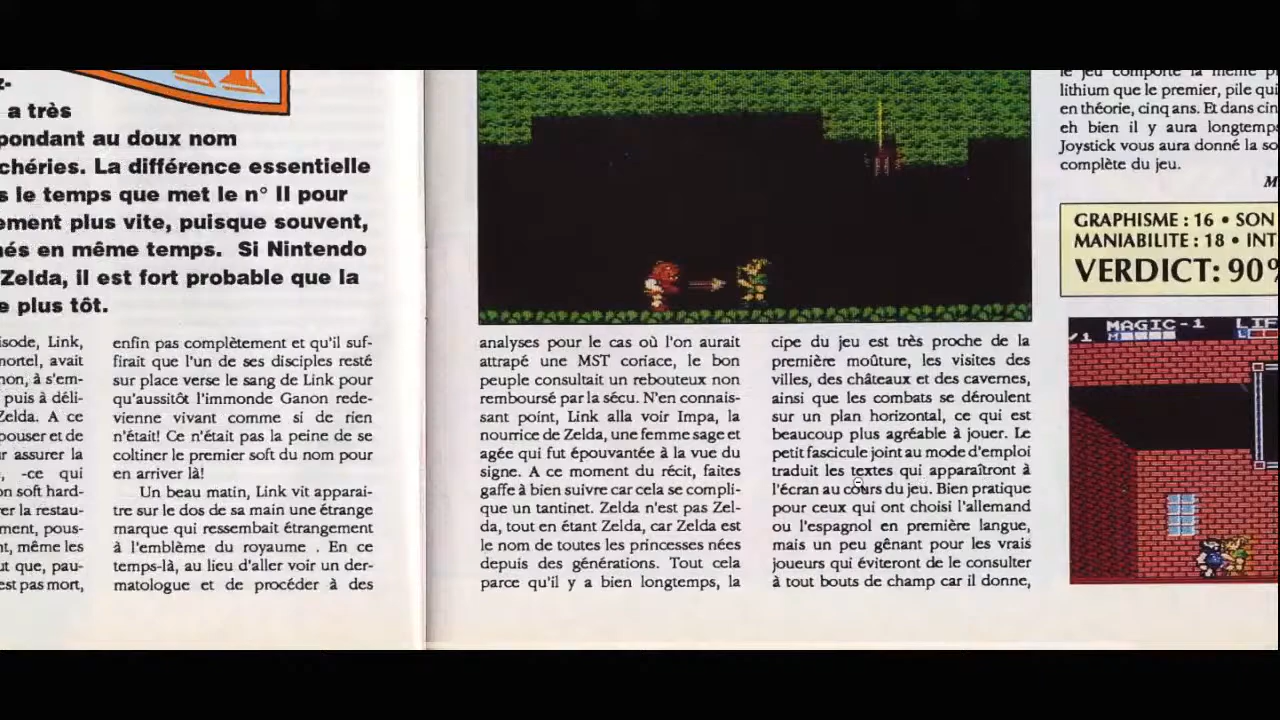 z-
a très
pondant au doux nom
chéries. La différence essentielle
s le temps que met le n° II pour
ement plus vite, puisque souvent,
nés en même temps. Si Nintendo
Zelda, il est fort probable que la
e plus tôt.
isode, Link,
mortel, avait
non, à s'em-
puis à déli-
Zelda. A ce
pouser et de
ur assurer la
, -ce qui
on soft hard-
rer la restau-
ment, pous-
nt, même les
ut que, pau-
est pas mort,
enfin pas complètement et qu'il suf-
firait que l'un de ses disciples resté
sur place verse le sang de Link pour
qu'aussitôt l'immonde Ganon rede-
vienne vivant comme si de rien
n'était! Ce n'était pas la peine de se
coltiner le premier soft du nom pour
en arriver là!
Un beau matin, Link vit apparai-
tre sur le dos de sa main une étrange
marque qui ressembait étrangement
à l'emblème du royaume . En ce
temps-là, au lieu d'aller voir un der-
matologue et de procéder à des
analyses pour le cas où l'on aurait
attrapé une MST coriace, le bon
peuple consultait un rebouteux non
remboursé par la sécu. N'en connais-
sant point, Link alla voir Impa, la
nourrice de Zelda, une femme sage et
agée qui fut épouvantée à la vue du
signe. A ce moment du récit, faites
gaffe à bien suivre car cela se compli-
que un tantinet. Zelda n'est pas Zel-
da, tout en étant Zelda, car Zelda est
le nom de toutes les princesses nées
depuis des générations. Tout cela
parce qu'il y a bien longtemps, la
cipe du jeu est très proche de la
première moûture, les visites des
villes, des châteaux et des cavernes,
ainsi que les combats se déroulent
sur un plan horizontal, ce qui est
beaucoup plus agréable à jouer. Le
petit fascicule joint au mode d'emploi
traduit les textes qui apparaîtront à
l'écran au cours du jeu. Bien pratique
pour ceux qui ont choisi l'allemand
ou l'espagnol en première langue,
mais un peu gênant pour les vrais
joueurs qui éviteront de le consulter
à tout bouts de champ car il donne,
le jeu comporte la même p
lithium que le premier, pile qui
en théorie, cinq ans. Et dans cin
eh bien il y aura longtemps
Joystick vous aura donné la so
complète du jeu.
M
GRAPHISME : 16 • SON
MANIABILITE : 18 • INT
VERDICT: 90%
MAGIC-1 LIF
/1